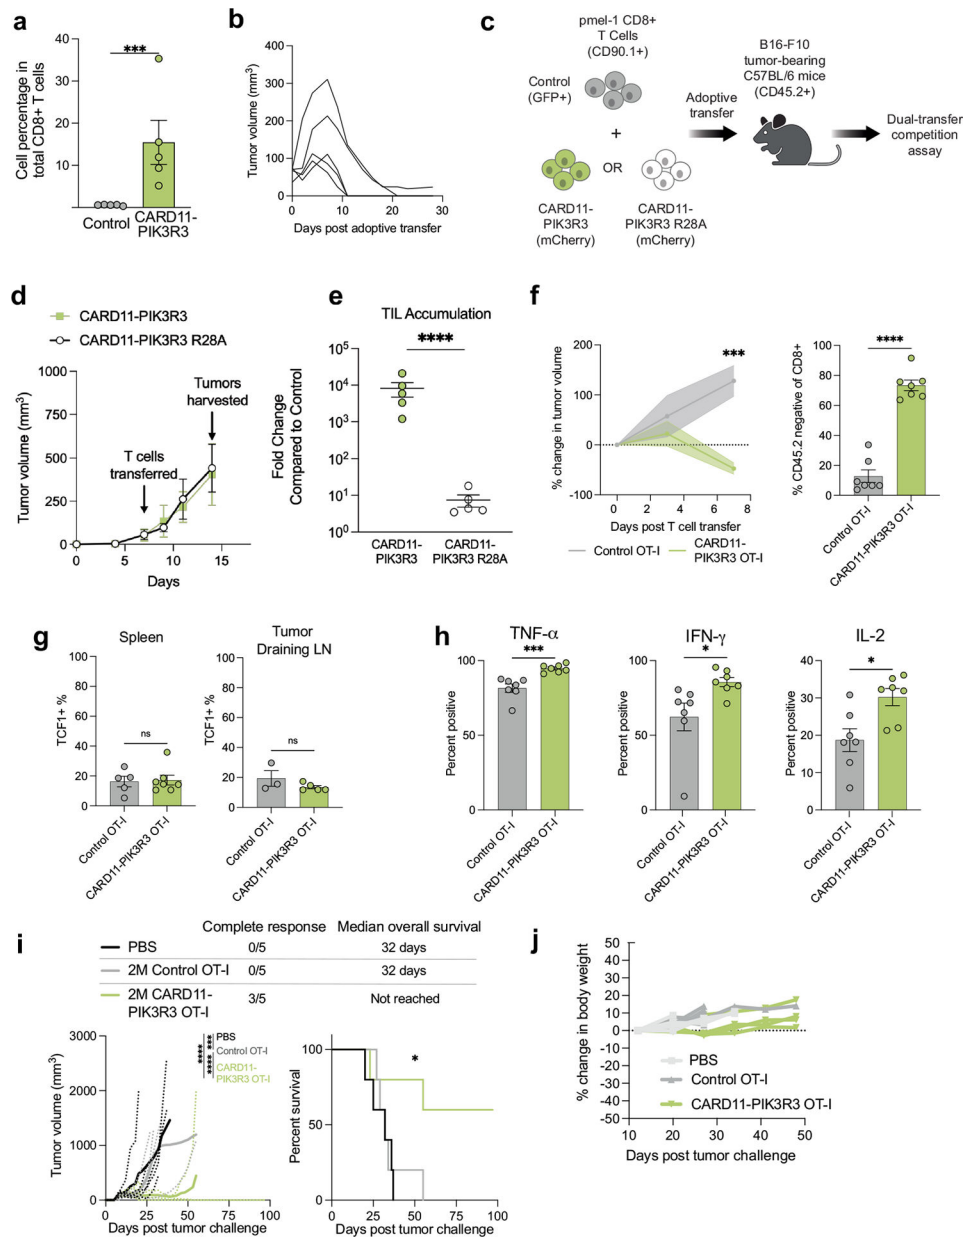 a
***
40
30
20
10
Cell percentage in
total CD8+ T cells
Control
CARD11-
PIK3R3
b
400
300
200
100
0
Tumor volume (mm³)
0
10
20
30
Days post adoptive transfer
c
pmel-1 CD8+
T Cells
(CD90.1+)
Control
(GFP+)
+
OR
CARD11-
PIK3R3
(mCherry)
CARD11-
PIK3R3 R28A
(mCherry)
Adoptive
transfer
B16-F10
tumor-bearing
C57BL/6 mice
(CD45.2+)
Dual-transfer
competition
assay
d
CARD11-PIK3R3
CARD11-PIK3R3 R28A
1000
750
500
250
0
Tumor volume (mm³)
T cells
transferred
Tumors
harvested
0
5
10
15
Days
e
TIL Accumulation
****
10⁵
10⁴
10³
10²
10¹
10⁰
Fold Change
Compared to Control
CARD11-
PIK3R3
CARD11-
PIK3R3 R28A
f
200
100
0
-100
% change in tumor volume
***
0
2
4
6
8
Days post T cell transfer
Control OT-I
CARD11-
PIK3R3 OT-I
****
100
80
60
40
20
0
% CD45.2 negative of CD8+
Control OT-I
CARD11-PIK3R3 OT-I
g
Spleen
100
80
60
40
20
0
TCF1+ %
ns
Control OT-I
CARD11-PIK3R3 OT-I
Tumor
Draining LN
100
80
60
40
20
0
TCF1+ %
ns
Control OT-I
CARD11-PIK3R3 OT-I
h
TNF-α
***
100
50
0
Percent positive
Control OT-I
CARD11-PIK3R3 OT-I
IFN-γ
*
100
50
0
Percent positive
Control OT-I
CARD11-PIK3R3 OT-I
IL-2
*
40
30
20
10
0
Percent positive
Control OT-I
CARD11-PIK3R3 OT-I
i
Complete response Median overall survival
PBS 0/5 32 days
2M Control OT-I 0/5 32 days
2M CARD11-
PIK3R3 OT-I 3/5 Not reached
3000
2000
1000
0
Tumor volume (mm³)
****
***
****
PBS
Control OT-I
CARD11-
PIK3R3 OT-I
0
25
50
75
100
Days post tumor challenge
100
50
0
Percent survival
*
0
25
50
75
100
Days post tumor challenge
j
50
40
30
20
10
0
-10
-20
-30
-40
-50
% change in body weight
PBS
Control OT-I
CARD11-PIK3R3 OT-I
10
20
30
40
50
Days post tumor challenge